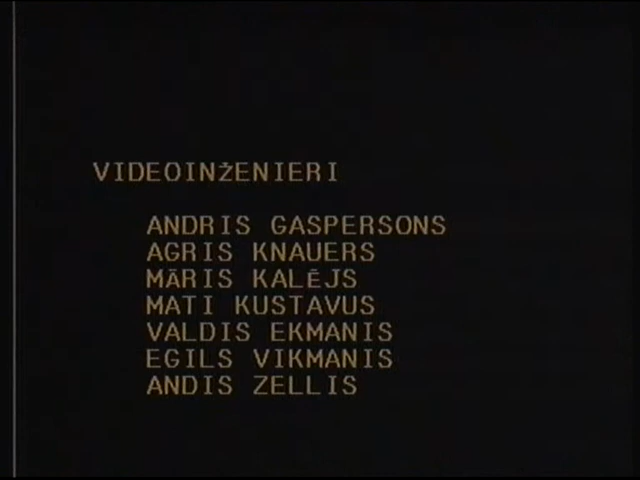 VIDEOINŽENIERI
ANDRIS GASPERSONS
AGRIS KNAUERS
MĀRIS KALĒJS
MATI KUSTAVUS
VALDIS EKMANIS
EGILS VIKMANIS
ANDIS ZELLIS